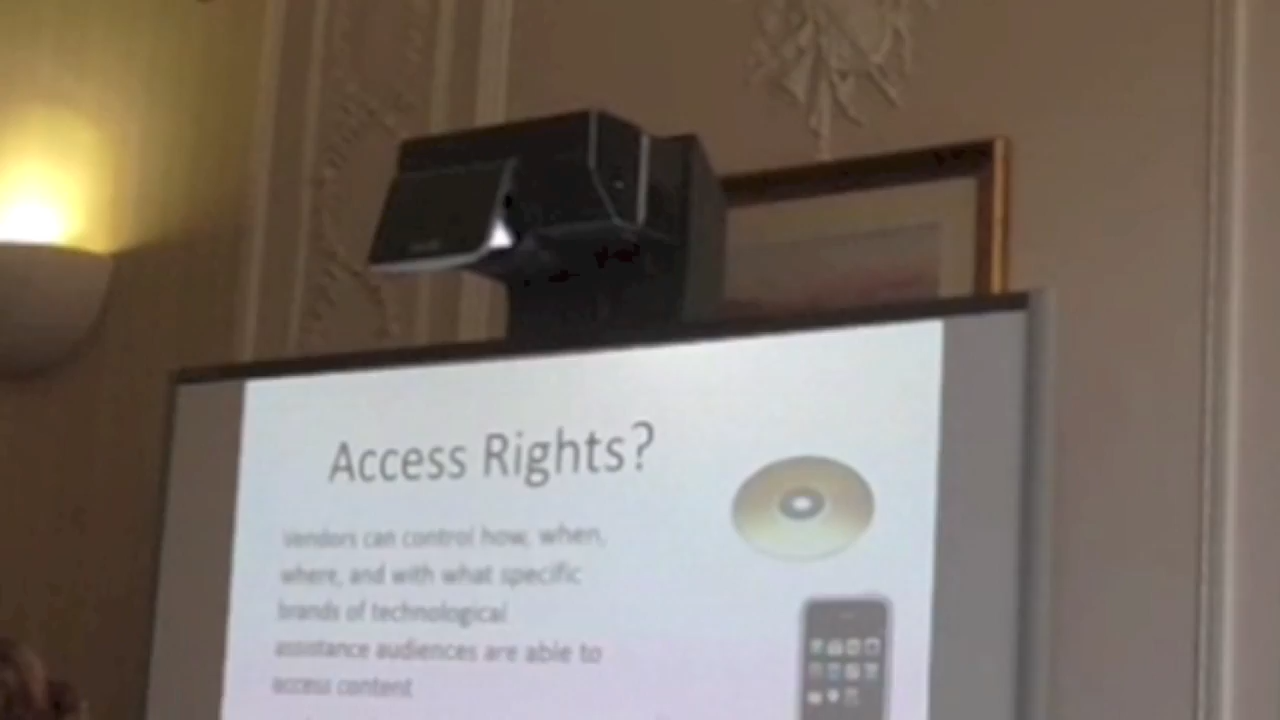 Access Rights?
Vendors can control how, when,
where, and with what specific
brands of technological
assistance audiences are able to
access content